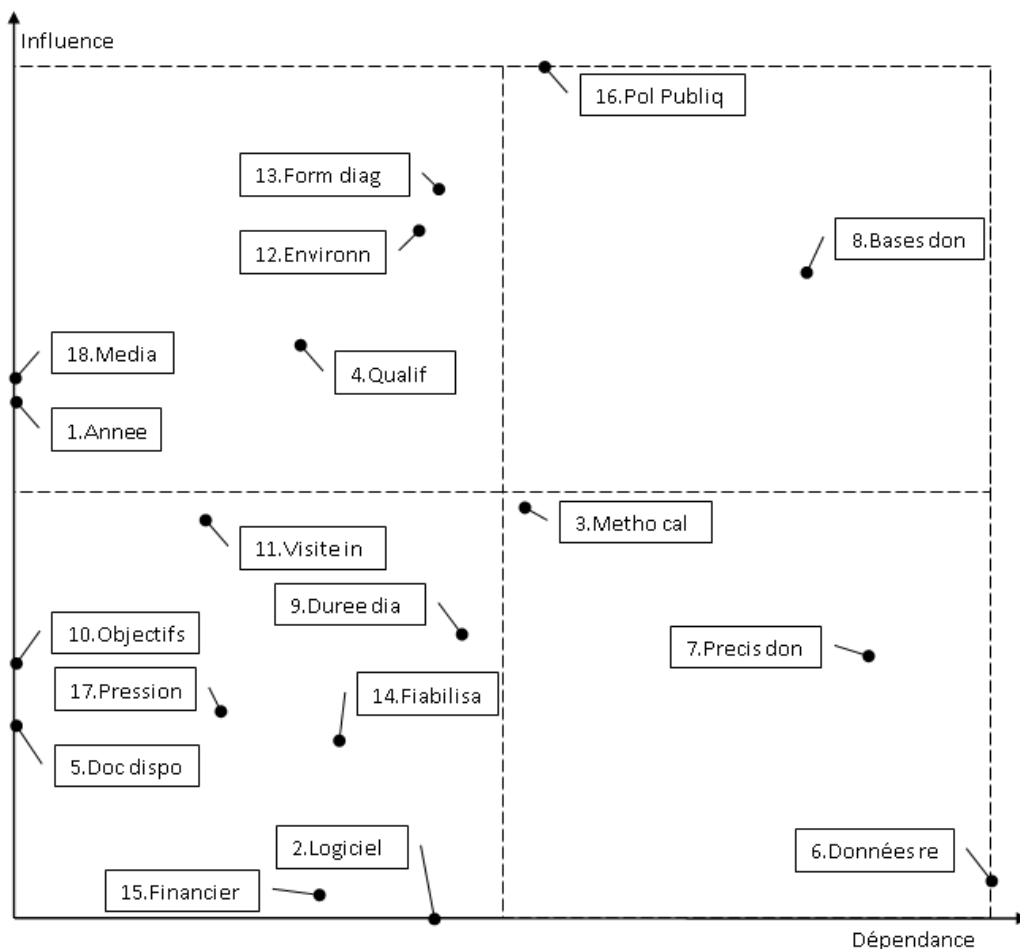 Influence
16.Pol Publiq
13.Form diag
12.Environn
8.Bases don
18.Media
4.Qualif
1.Annee
3.Metho cal
11.Visite in
9.Duree dia
10.Objectifs
7.Precis don
17.Pression
14.Fiabilisa
5.Doc dispo
2.Logiciel
6.Données re
15.Financier
Dépendance